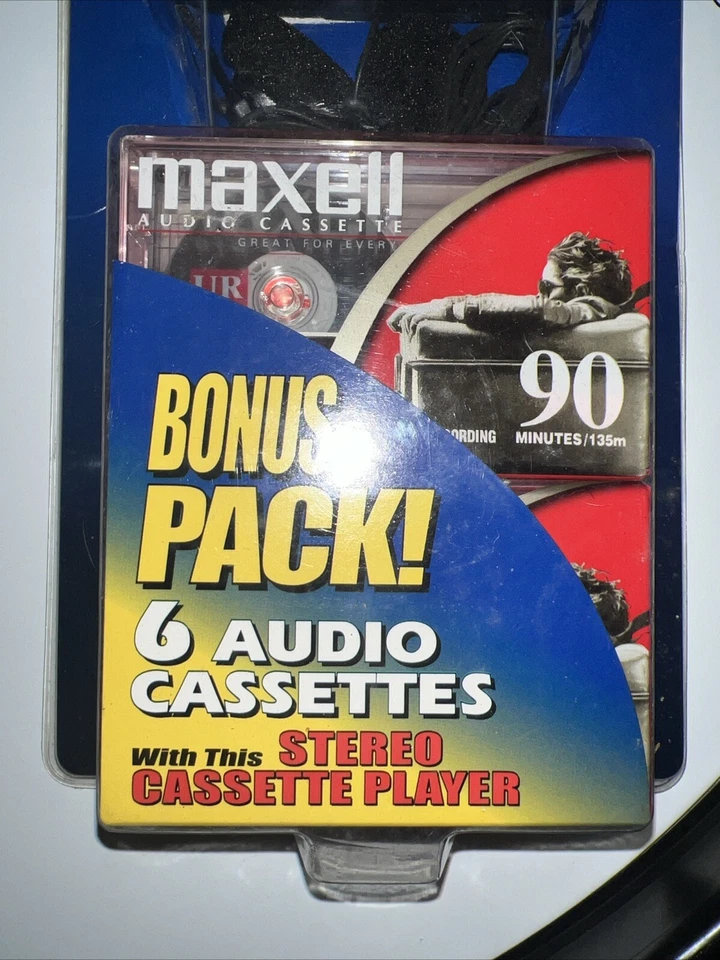 maxell
AUDIO CASSETTE
GREAT FOR EVERY
UR
90
MINUTES/135m
BONUS
PACK!
6 AUDIO
CASSETTES
With This STEREO
CASSETTE PLAYER